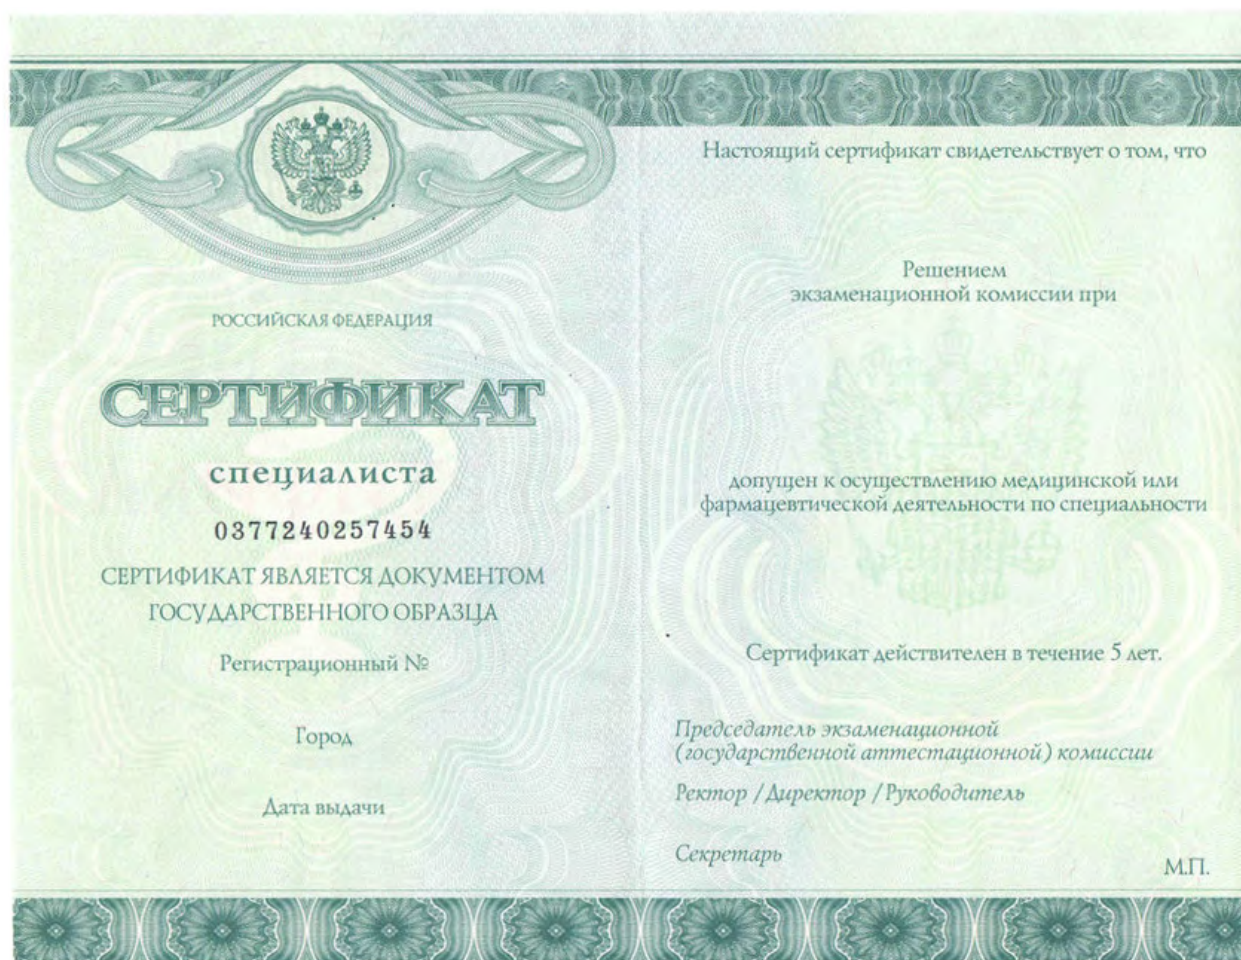 РОССИЙСКАЯ ФЕДЕРАЦИЯ
СЕРТИФИКАТ
специалиста
0377240257454
СЕРТИФИКАТ ЯВЛЯЕТСЯ ДОКУМЕНТОМ
ГОСУДАРСТВЕННОГО ОБРАЗЦА
Регистрационный №
Город
Дата выдачи
Настоящий сертификат свидетельствует о том, что
Решением
экзаменационной комиссии при
допущен к осуществлению медицинской или
фармацевтической деятельности по специальности
Сертификат действителен в течение 5 лет.
Председатель экзаменационной
(государственной аттестационной) комиссии
Ректор / Директор / Руководитель
Секретарь
М.П.